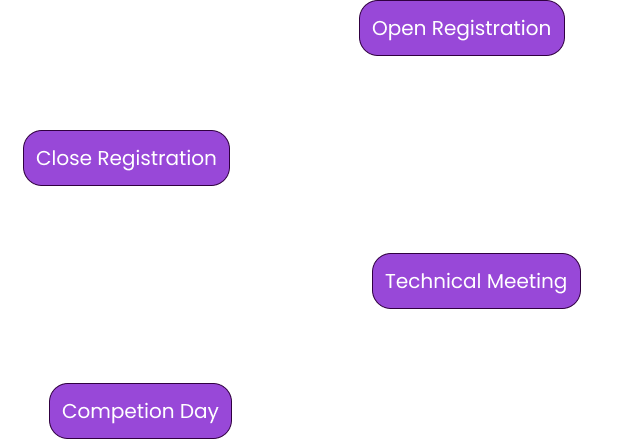 Open Registration
Close Registration
Technical Meeting
Competion Day